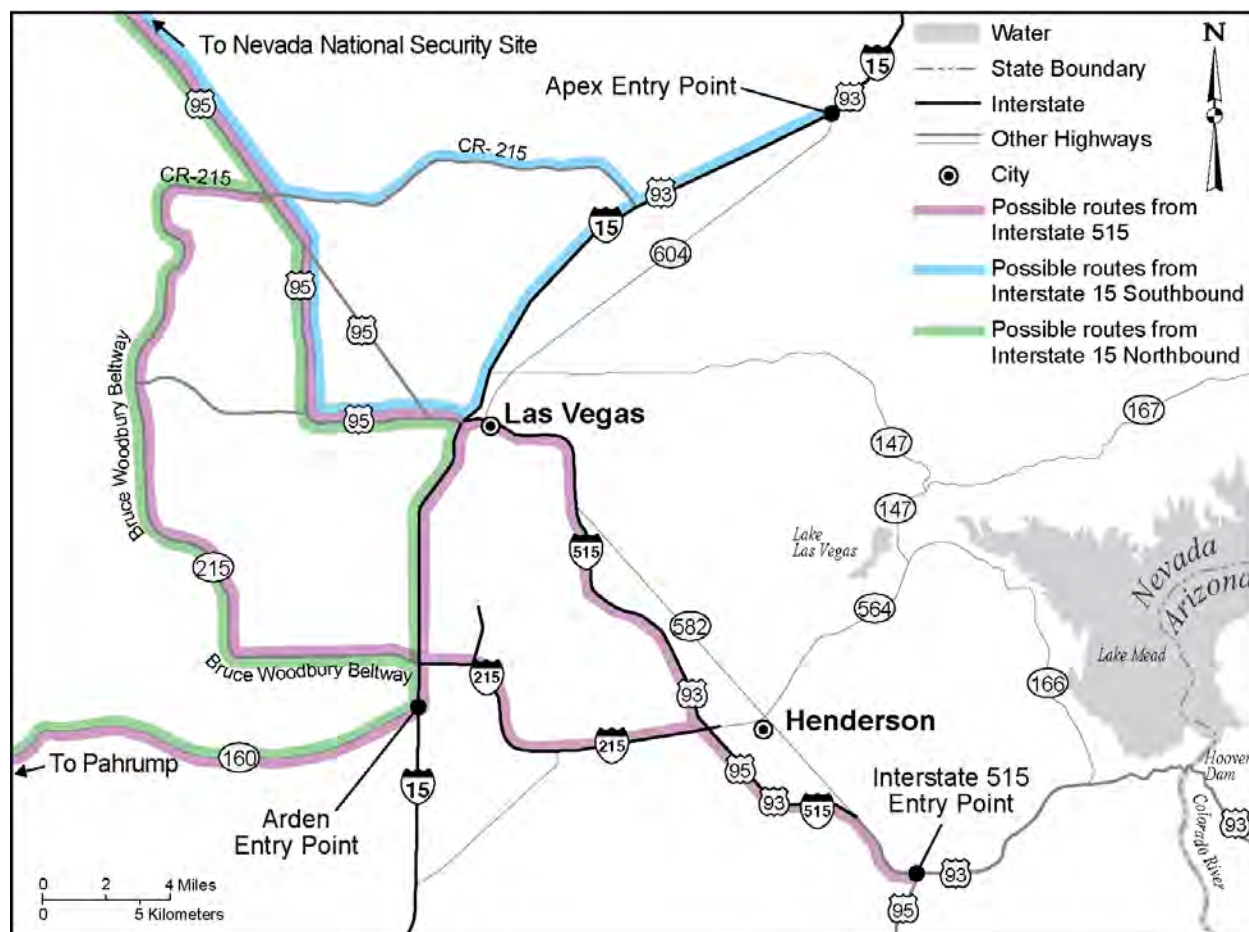 To Nevada National Security Site
95
Apex Entry Point
93
15
N
Water
State Boundary
Interstate
Other Highways
City
Possible routes from
Interstate 515
Possible routes from
Interstate 15 Southbound
Possible routes from
Interstate 15 Northbound
CR-215
CR-215
93
15
604
95
95
Bruce Woodbury Beltway
95
Las Vegas
147
167
147
Bruce Woodbury Beltway
215
515
Lake
Las Vegas
Nevada
Arizona
564
582
Lake Mead
Bruce Woodbury Beltway
215
93
166
Henderson
215
160
To Pahrump
95
93
515
Interstate 515
Entry Point
Hoover
Dam
15
Arden
Entry Point
93
Colorado River
93
95
0 2 4 Miles
0 5 Kilometers